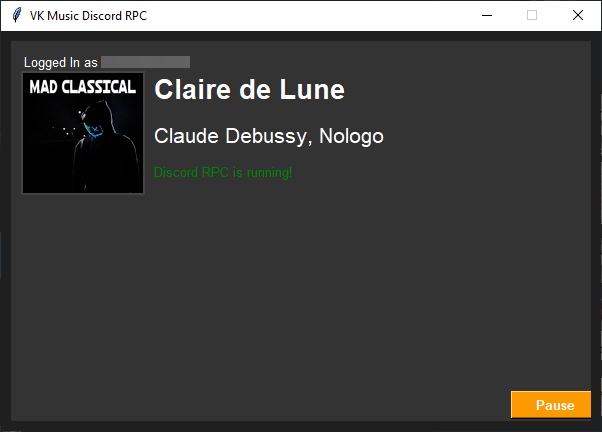 VK Music Discord RPC
Logged In as
MAD CLASSICAL
Claire de Lune
Claude Debussy, Nologo
Discord RPC is running!
Pause